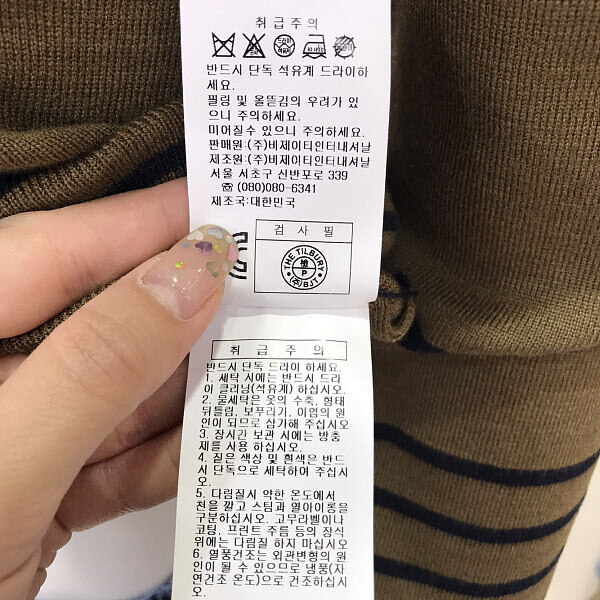 취급주의
반드시 단독 석유계 드라이하
세요.
필링 및 올뜯김의 우려가 있
으니 주의하세요.
미어질수 있으니 주의하세요.
판매원:(주)비제이티인터내셔날
제조원:(주)비제이티인터내셔날
서울 서초구 신반포로 339
☏ (080)080-6341
제조국:대한민국
검사필
THE TILBURY
檢
P
(주)BJT
취급주의
반드시 단독 드라이 하세요.
1. 세탁 시에는 반드시 드라
이 클리닝(석유계) 하십시오.
2. 물세탁은 옷의 수축, 형태
뒤틀림, 보푸라기, 이염의 원
인이 되므로 삼가해 주십시오
3. 장시간 보관 시에는 방충
제를 사용 하십시오.
4. 짙은 색상 및 흰색은 반드
시 단독으로 세탁하여 주십시
오.
5. 다림질시 약한 온도에서
천을 깔고 스팀과 열아이롱을
구분하십시오. 고무라벨이나
코팅, 프린트 주름 등의 장식
위에는 다림질 하지 마십시오
6. 열풍건조는 외관변형의 원
인이 될 수 있으므로 냉풍(자
연건조 온도)으로 건조하십시
오.